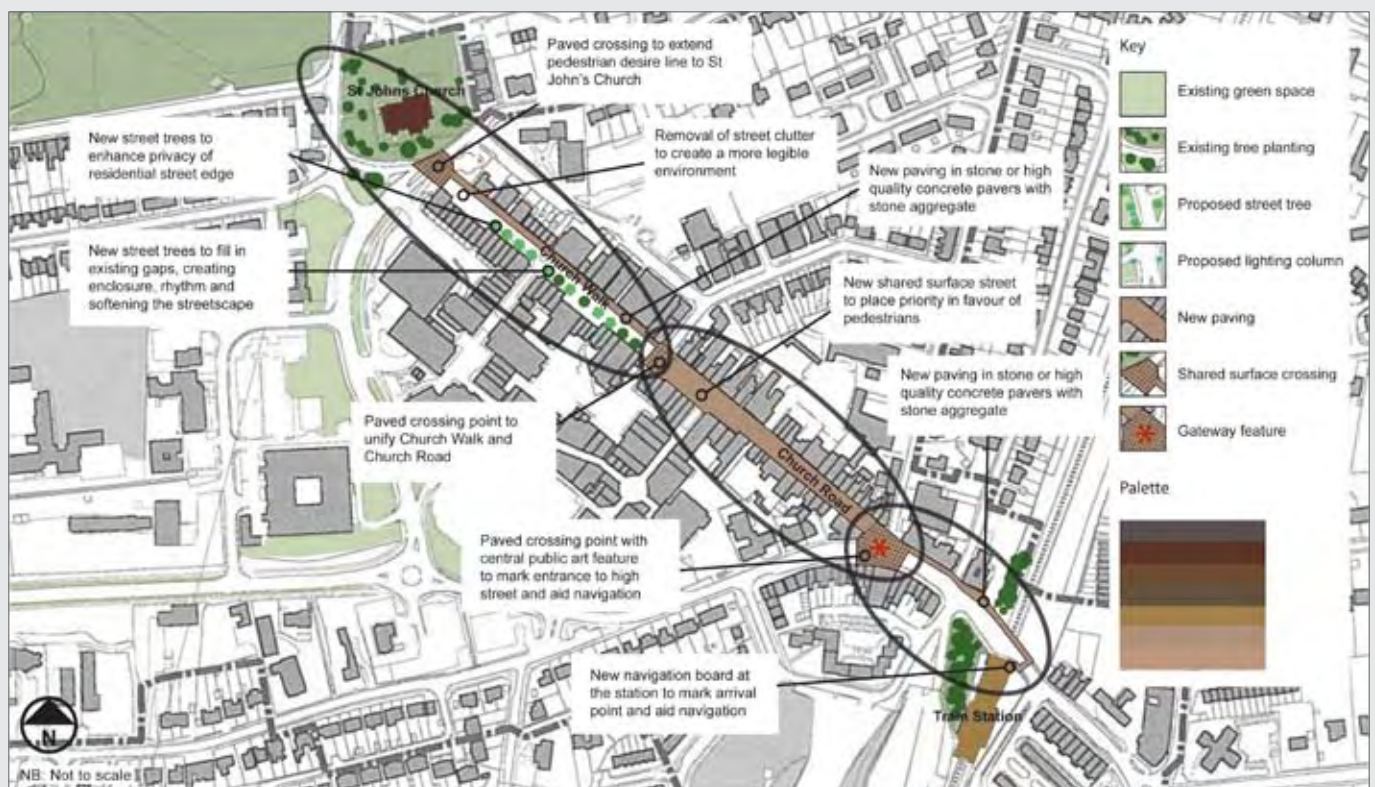 St Johns Church
Paved crossing to extend
pedestrian desire line to St
John's Church
New street trees to
enhance privacy of
residential street edge
Removal of street clutter
to create a more legible
environment
New paving in stone or high
quality concrete pavers with
stone aggregate
New street trees to fill in
existing gaps, creating
enclosure, rhythm and
softening the streetscape
Church Walk
New shared surface street
to place priority in favour of
pedestrians
New paving in stone or high
quality concrete pavers with
stone aggregate
Paved crossing point to
unify Church Walk and
Church Road
Church Road
Paved crossing point with
central public art feature
to mark entrance to high
street and aid navigation
New navigation board at
the station to mark arrival
point and aid navigation
Train Station
N
NB: Not to scale
Key
Existing green space
Existing tree planting
Proposed street tree
Proposed lighting column
New paving
Shared surface crossing
Gateway feature
Palette